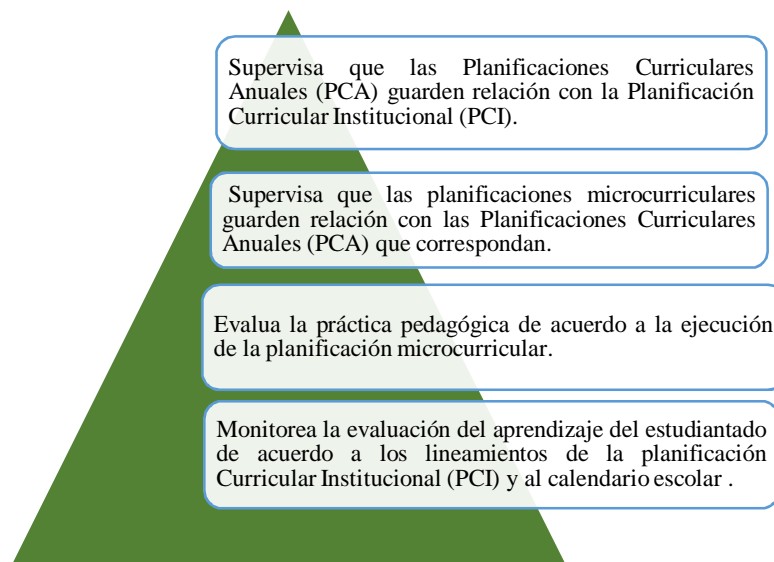 Supervisa que las Planificaciones Curriculares
Anuales (PCA) guarden relación con la Planificación
Curricular Institucional (PCI).
Supervisa que las planificaciones microcurriculares
guarden relación con las Planificaciones Curriculares
Anuales (PCA) que correspondan.
Evalua la práctica pedagógica de acuerdo a la ejecución
de la planificación microcurricular.
Monitorea la evaluación del aprendizaje del estudiantado
de acuerdo a los lineamientos de la planificación
Curricular Institucional (PCI) y al calendario escolar .